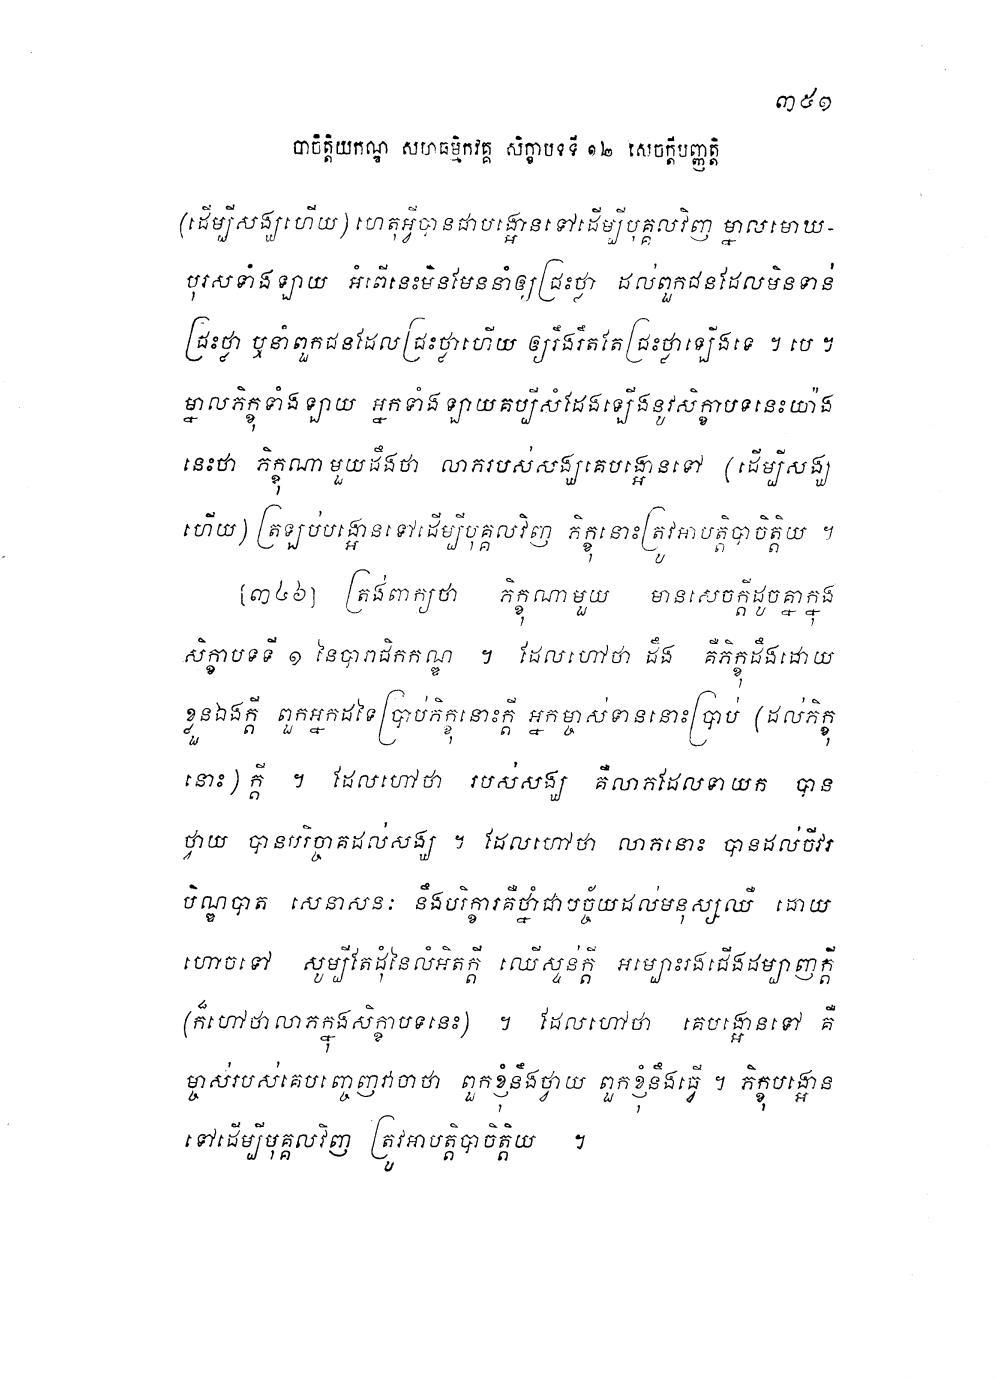 ៣៥១
បាចិត្តិយកណ្ឌ សហធម្មិកវគ្គ សិក្ខាបទទី ១២ សេចក្តីបញ្ញត្តិ
(ដើម្បីសង្ឃហើយ) ហេតុអ្វីបានជាបង្អោនទៅដើម្បីបុគ្គលវិញ ម្នាលមោឃ-
បុរសទាំងឡាយ អំពើនេះមិនមែននាំឲ្យជ្រះថ្លា ដល់ពួកជនដែលមិនទាន់
ជ្រះថ្លា ឬនាំពួកជនដែលជ្រះថ្លាហើយ ឲ្យរឹងរឹតតែជ្រះថ្លាឡើងទេ ។ បេ ។
ម្នាលភិក្ខុទាំងឡាយ អ្នកទាំងឡាយគប្បីសំដែងឡើងនូវសិក្ខាបទនេះយ៉ាង
នេះថា ភិក្ខុណាមួយដឹងថា លាភរបស់សង្ឃគេបង្អោនទៅ (ដើម្បីសង្ឃ
ហើយ) ត្រឡប់បង្អោនទៅដើម្បីបុគ្គលវិញ ភិក្ខុនោះត្រូវអាបត្តិបាចិត្តិយ ។
[៣៤៦] ត្រង់ពាក្យថា ភិក្ខុណាមួយ មានសេចក្តីដូចគ្នាក្នុង
សិក្ខាបទទី ១ នៃបារាជិកកណ្ឌ ។ ដែលហៅថា ដឹង គឺភិក្ខុដឹងដោយ
ខ្លួនឯងក្តី ពួកអ្នកដទៃប្រាប់ភិក្ខុនោះក្តី អ្នកម្ចាស់ទាននោះប្រាប់ (ដល់ភិក្ខុ
នោះ) ក្តី ។ ដែលហៅថា របស់សង្ឃ គឺលាភដែលទាយក បាន
ថ្វាយ បានបរិច្ចាគដល់សង្ឃ ។ ដែលហៅថា លាភនោះ បានដល់ចីវរ
បិណ្ឌបាត សេនាសនៈ នឹងបរិក្ខារគឺថ្នាំជាបច្ច័យដល់មនុស្សឈឺ ដោយ
ហោចទៅ សូម្បីតែដុំនៃលំអិតក្តី ឈើស្ទន់ក្តី អម្បោះរងជើងដម្បាញក្តី
(ក៏ហៅថាលាភក្នុងសិក្ខាបទនេះ) ។ ដែលហៅថា គេបង្អោនទៅ គឺ
ម្ចាស់របស់គេបញ្ចេញវាចាថា ពួកខ្ញុំនឹងថ្វាយ ពួកខ្ញុំនឹងធ្វើ ។ ភិក្ខុបង្អោន
ទៅដើម្បីបុគ្គលវិញ ត្រូវអាបត្តិបាចិត្តិយ ។